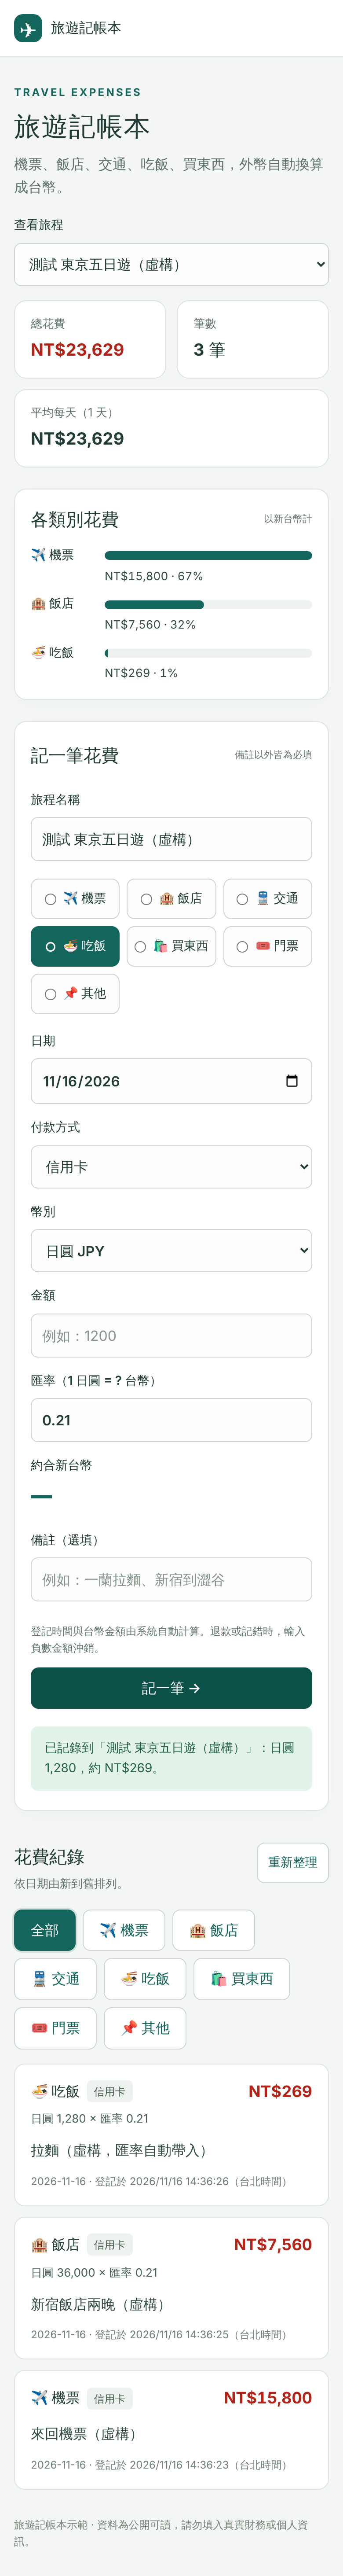 旅遊記帳本
TRAVEL EXPENSES
旅遊記帳本
機票、飯店、交通、吃飯、買東西，外幣自動換算
成台幣。
查看旅程
測試 東京五日遊（虛構）
總花費
NT$23,629
筆數
3 筆
平均每天（1 天）
NT$23,629
各類別花費
以新台幣計
✈️ 機票
NT$15,800 · 67%
🏨 飯店
NT$7,560 · 32%
🍜 吃飯
NT$269 · 1%
記一筆花費
備註以外皆為必填
旅程名稱
測試 東京五日遊（虛構）
✈️ 機票
🏨 飯店
🚆 交通
🍜 吃飯
🛍️ 買東西
🎟️ 門票
📌 其他
日期
11/16/2026
付款方式
信用卡
幣別
日圓 JPY
金額
例如：1200
匯率（1 日圓 = ? 台幣）
0.21
約合新台幣
—
備註（選填）
例如：一蘭拉麵、新宿到澀谷
登記時間與台幣金額由系統自動計算。退款或記錯時，輸入
負數金額沖銷。
記一筆 →
已記錄到「測試 東京五日遊（虛構）」：日圓
1,280，約 NT$269。
花費紀錄
依日期由新到舊排列。
重新整理
全部
✈️ 機票
🏨 飯店
🚆 交通
🍜 吃飯
🛍️ 買東西
🎟️ 門票
📌 其他
🍜 吃飯 信用卡 NT$269
日圓 1,280 × 匯率 0.21
拉麵（虛構，匯率自動帶入）
2026-11-16 · 登記於 2026/11/16 14:36:26（台北時間）
🏨 飯店 信用卡 NT$7,560
日圓 36,000 × 匯率 0.21
新宿飯店兩晚（虛構）
2026-11-16 · 登記於 2026/11/16 14:36:25（台北時間）
✈️ 機票 信用卡 NT$15,800
來回機票（虛構）
2026-11-16 · 登記於 2026/11/16 14:36:23（台北時間）
旅遊記帳本示範 · 資料為公開可讀，請勿填入真實財務或個人資
訊。